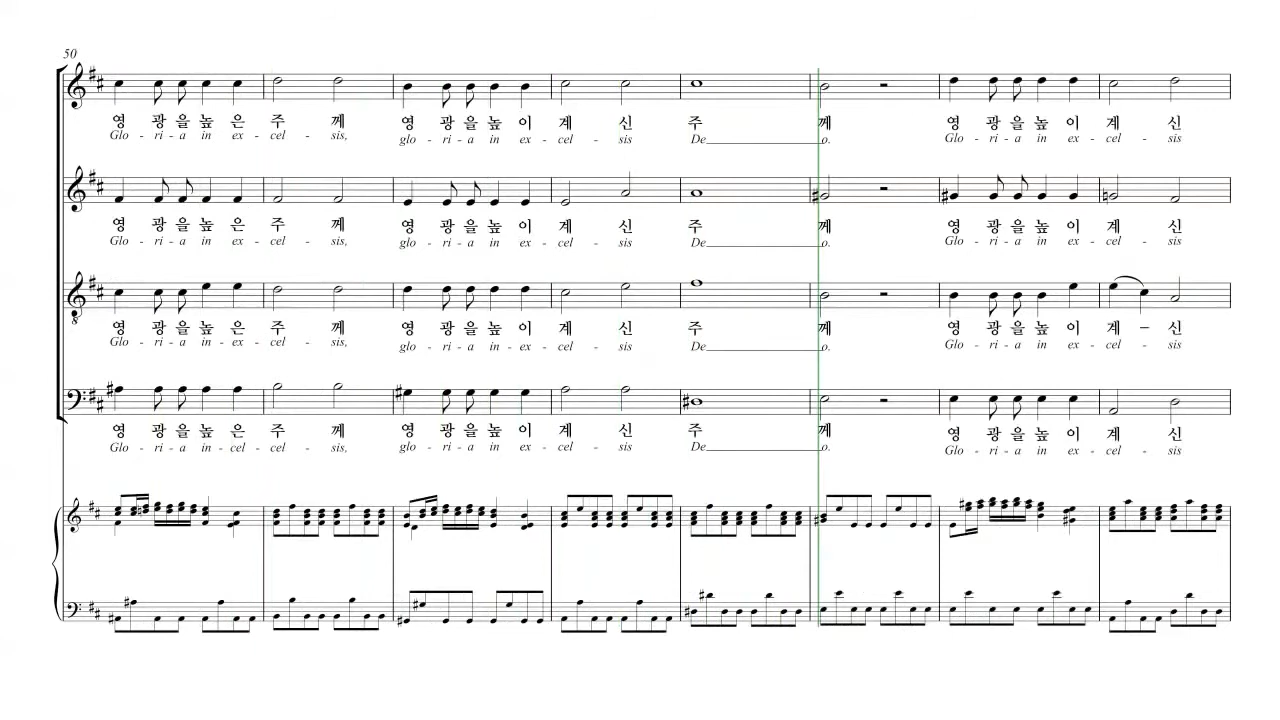 50
영 광 을 높 은 주 께 영 광 을 높 이 계 신 주 께 영 광 을 높 이 계 신
Glo - ri - a in ex - cel - sis, glo - ri - a in ex - cel - sis De o. Glo - ri - a in ex - cel - sis
영 광 을 높 은 주 께 영 광 을 높 이 계 신 주 께 영 광 을 높 이 계 신
Glo - ri - a in ex - cel - sis, glo - ri - a in ex - cel - sis De o. Glo - ri - a in ex - cel - sis
영 광 을 높 은 주 께 영 광 을 높 이 계 신 주 께 영 광 을 높 이 계 – 신
Glo - ri - a in - ex - cel - sis, glo - ri - a in - ex - cel - sis De o. Glo - ri - a in ex - cel - sis
영 광 을 높 은 주 께 영 광 을 높 이 계 신 주 께 영 광 을 높 이 계 신
Glo - ri - a in - cel - cel - sis, glo - ri - a in ex - cel - sis De o. Glo - ri - a in ex - cel - sis